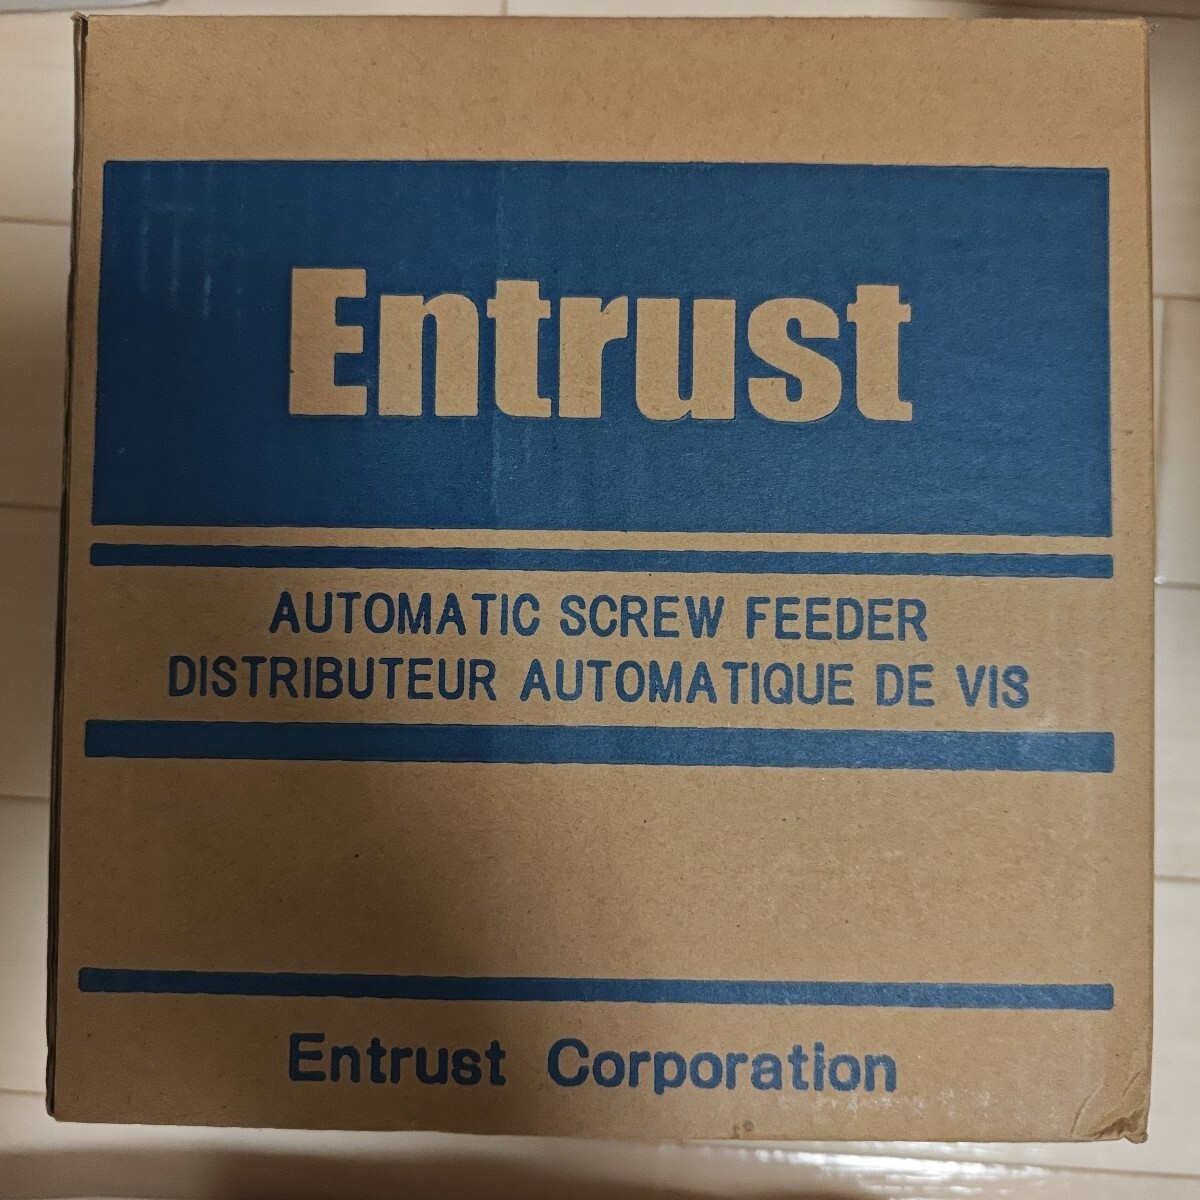 Entrust
AUTOMATIC SCREW FEEDER
DISTRIBUTEUR AUTOMATIQUE DE VIS
Entrust Corporation